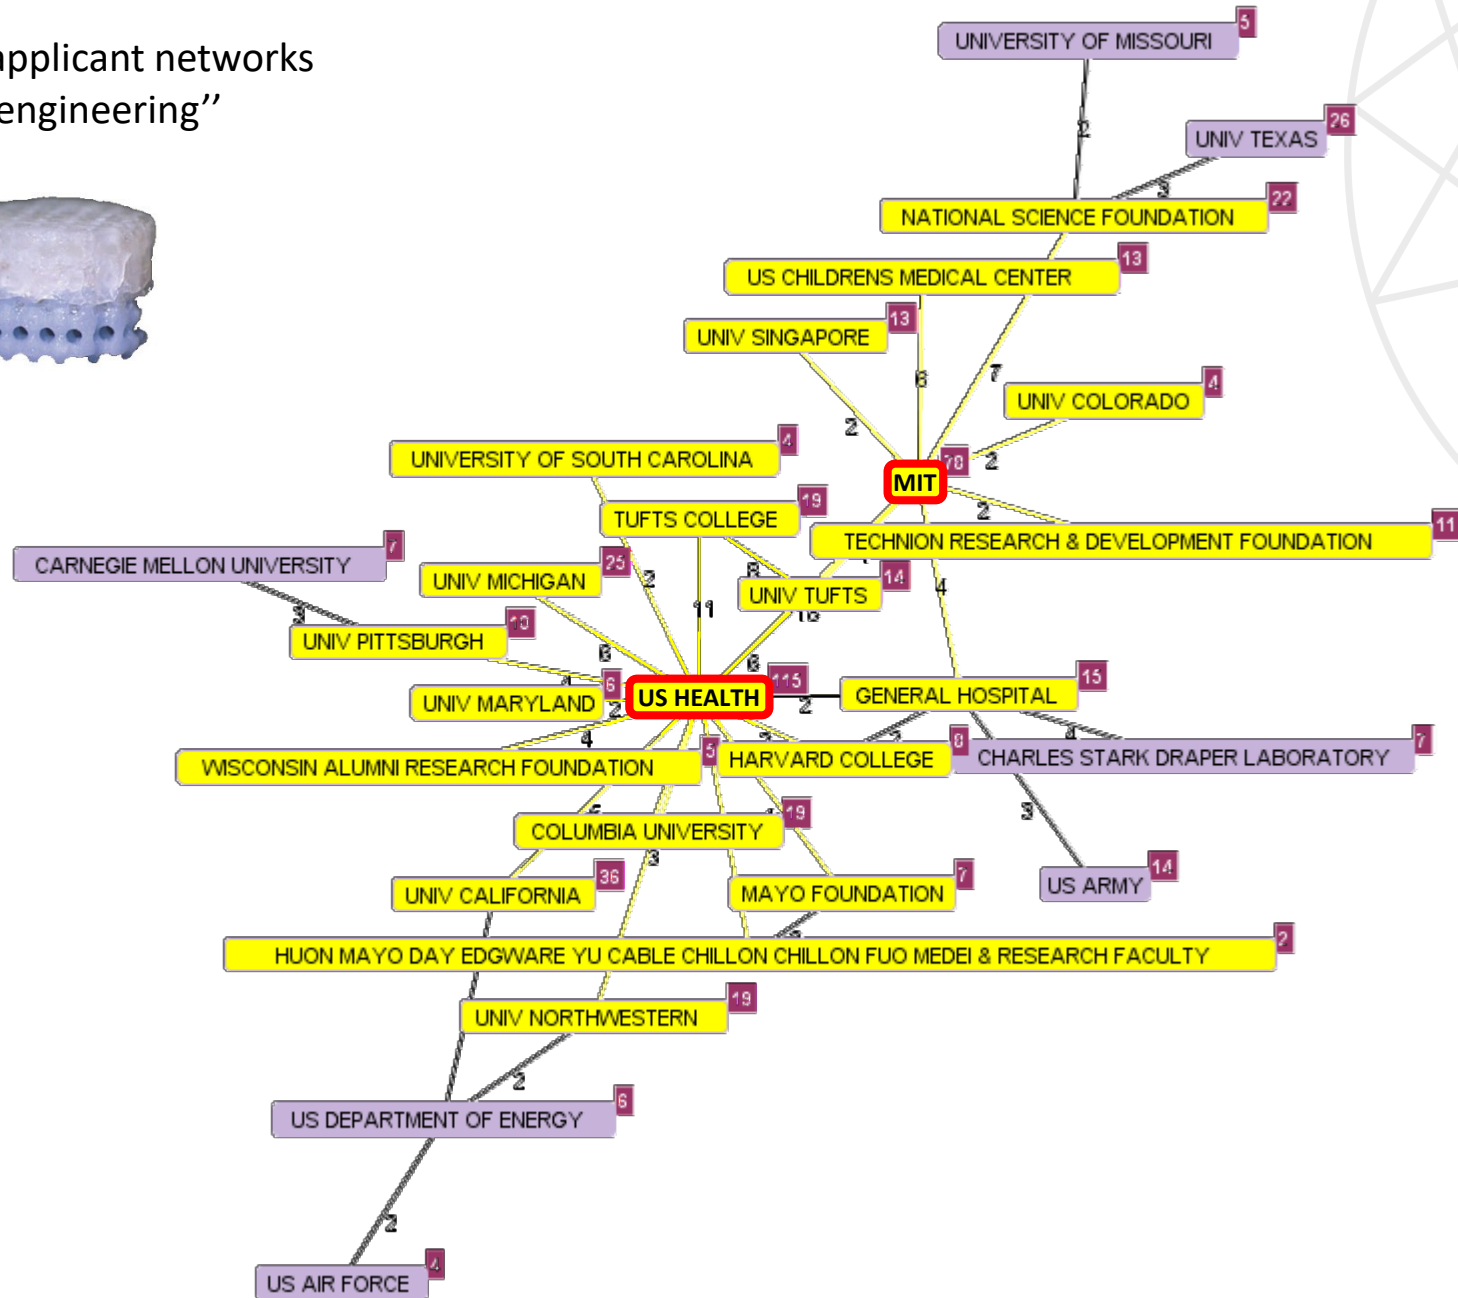 applicant networks
engineering’’
UNIVERSITY OF MISSOURI 5
2
UNIV TEXAS 26
3
NATIONAL SCIENCE FOUNDATION 22
US CHILDRENS MEDICAL CENTER 13
UNIV SINGAPORE 13
6
7
UNIV COLORADO 4
2
2
UNIVERSITY OF SOUTH CAROLINA 4
MIT 78
2
TUFTS COLLEGE 19
TECHNION RESEARCH & DEVELOPMENT FOUNDATION 11
CARNEGIE MELLON UNIVERSITY 7
UNIV MICHIGAN 25
2
UNIV TUFTS 14
4
11
16
3
UNIV PITTSBURGH 10
6
6
UNIV MARYLAND 6
2
US HEALTH 115
2
GENERAL HOSPITAL 15
4
WISCONSIN ALUMNI RESEARCH FOUNDATION 5
HARVARD COLLEGE 8
CHARLES STARK DRAPER LABORATORY 7
4
3
COLUMBIA UNIVERSITY 19
3
UNIV CALIFORNIA 36
MAYO FOUNDATION 7
US ARMY 14
HUON MAYO DAY EDGWARE YU CABLE CHILLON CHILLON FUO MEDEI & RESEARCH FACULTY 2
UNIV NORTHWESTERN 19
2
US DEPARTMENT OF ENERGY 6
2
US AIR FORCE 4